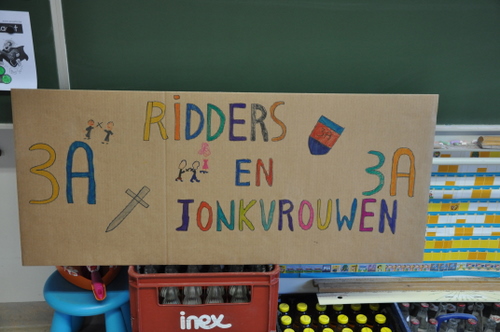 RIDDERS
3A EN 3A
JONKVROUWEN
inex